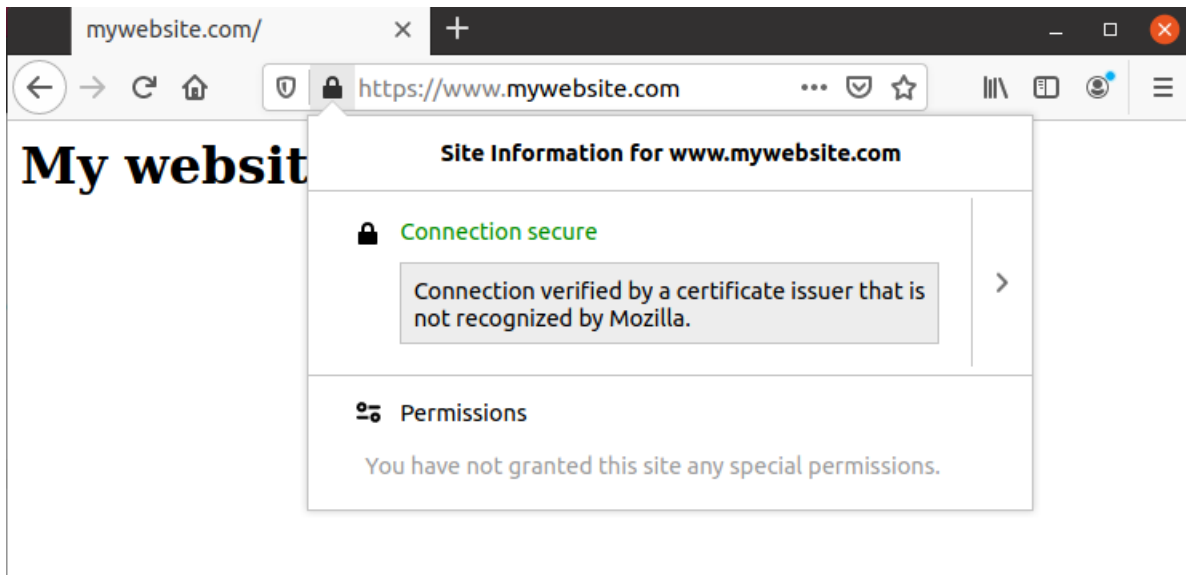 mywebsite.com/
https://www.mywebsite.com
My websit
Site Information for www.mywebsite.com
Connection secure
Connection verified by a certificate issuer that is
not recognized by Mozilla.
Permissions
You have not granted this site any special permissions.